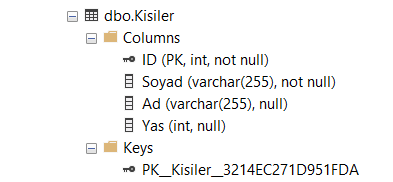 dbo.Kisiler
Columns
ID (PK, int, not null)
Soyad (varchar(255), not null)
Ad (varchar(255), null)
Yas (int, null)
Keys
PK__Kisiler__3214EC271D951FDA